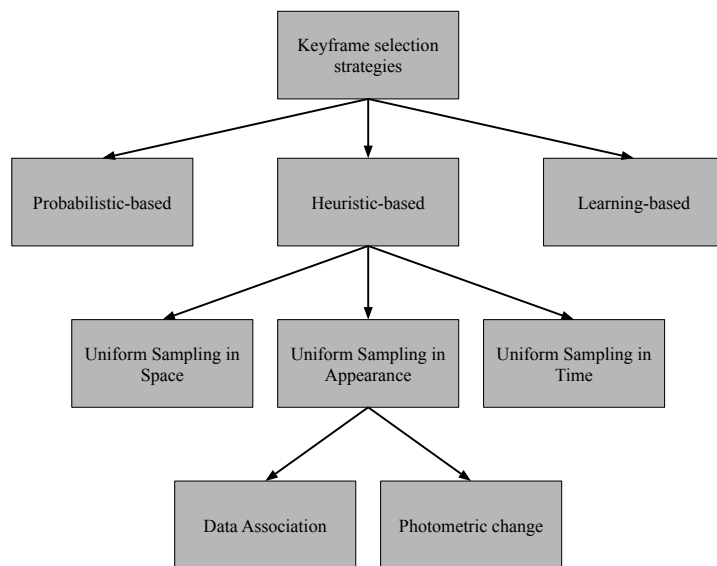 Keyframe selection
strategies
Probabilistic-based
Heuristic-based
Learning-based
Uniform Sampling in
Space
Uniform Sampling in
Appearance
Uniform Sampling in
Time
Data Association
Photometric change